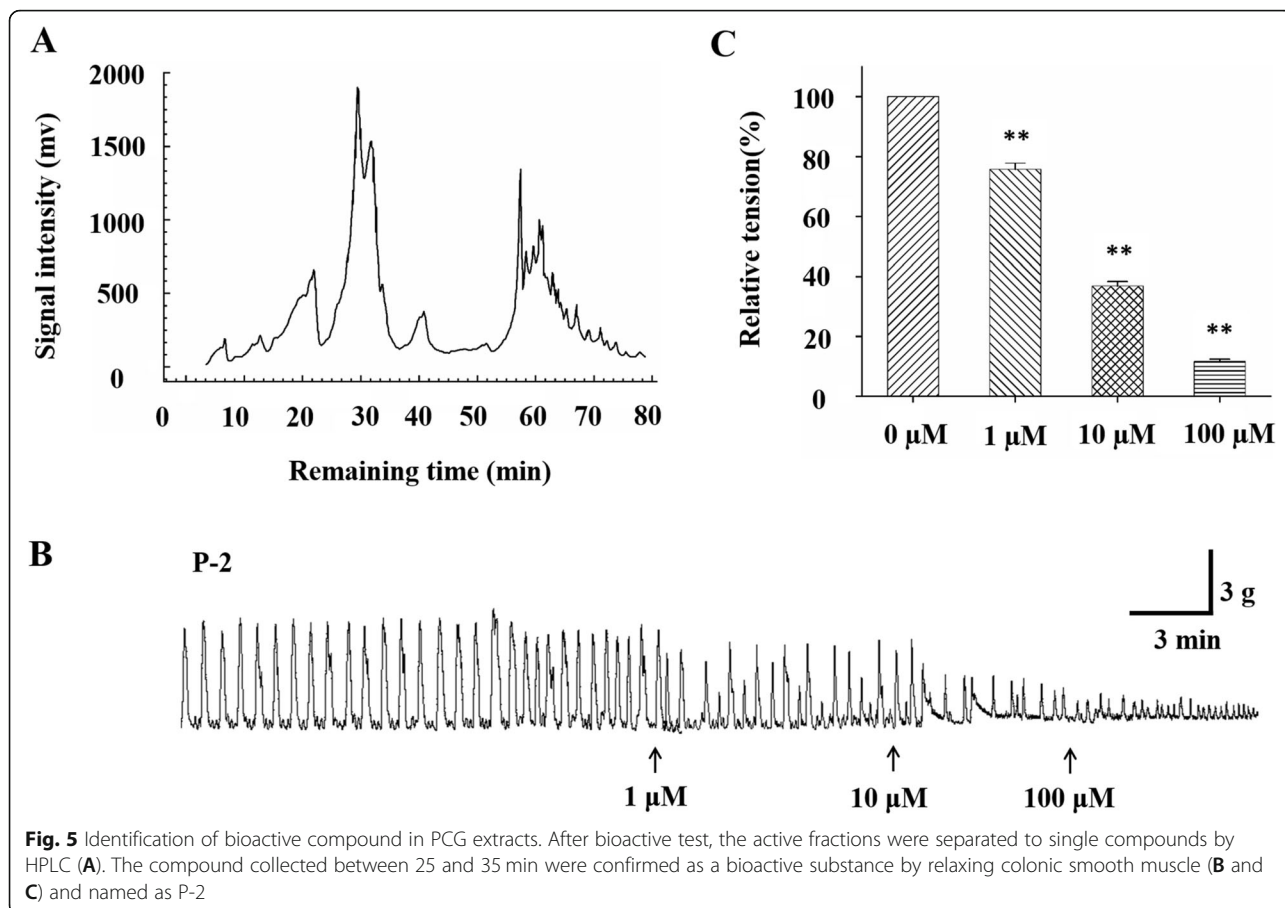 A
2000
1500
1000
500
0
Signal intensity (mv)
0 10 20 30 40 50 60 70 80
Remaining time (min)
C
100
80
60
40
20
0
Relative tension(%)
**
**
**
0 μM 1 μM 10 μM 100 μM
B
P-2
3 g
3 min
1 μM 10 μM 100 μM
Fig. 5 Identification of bioactive compound in PCG extracts. After bioactive test, the active fractions were separated to single compounds by
HPLC (A). The compound collected between 25 and 35 min were confirmed as a bioactive substance by relaxing colonic smooth muscle (B and
C) and named as P-2